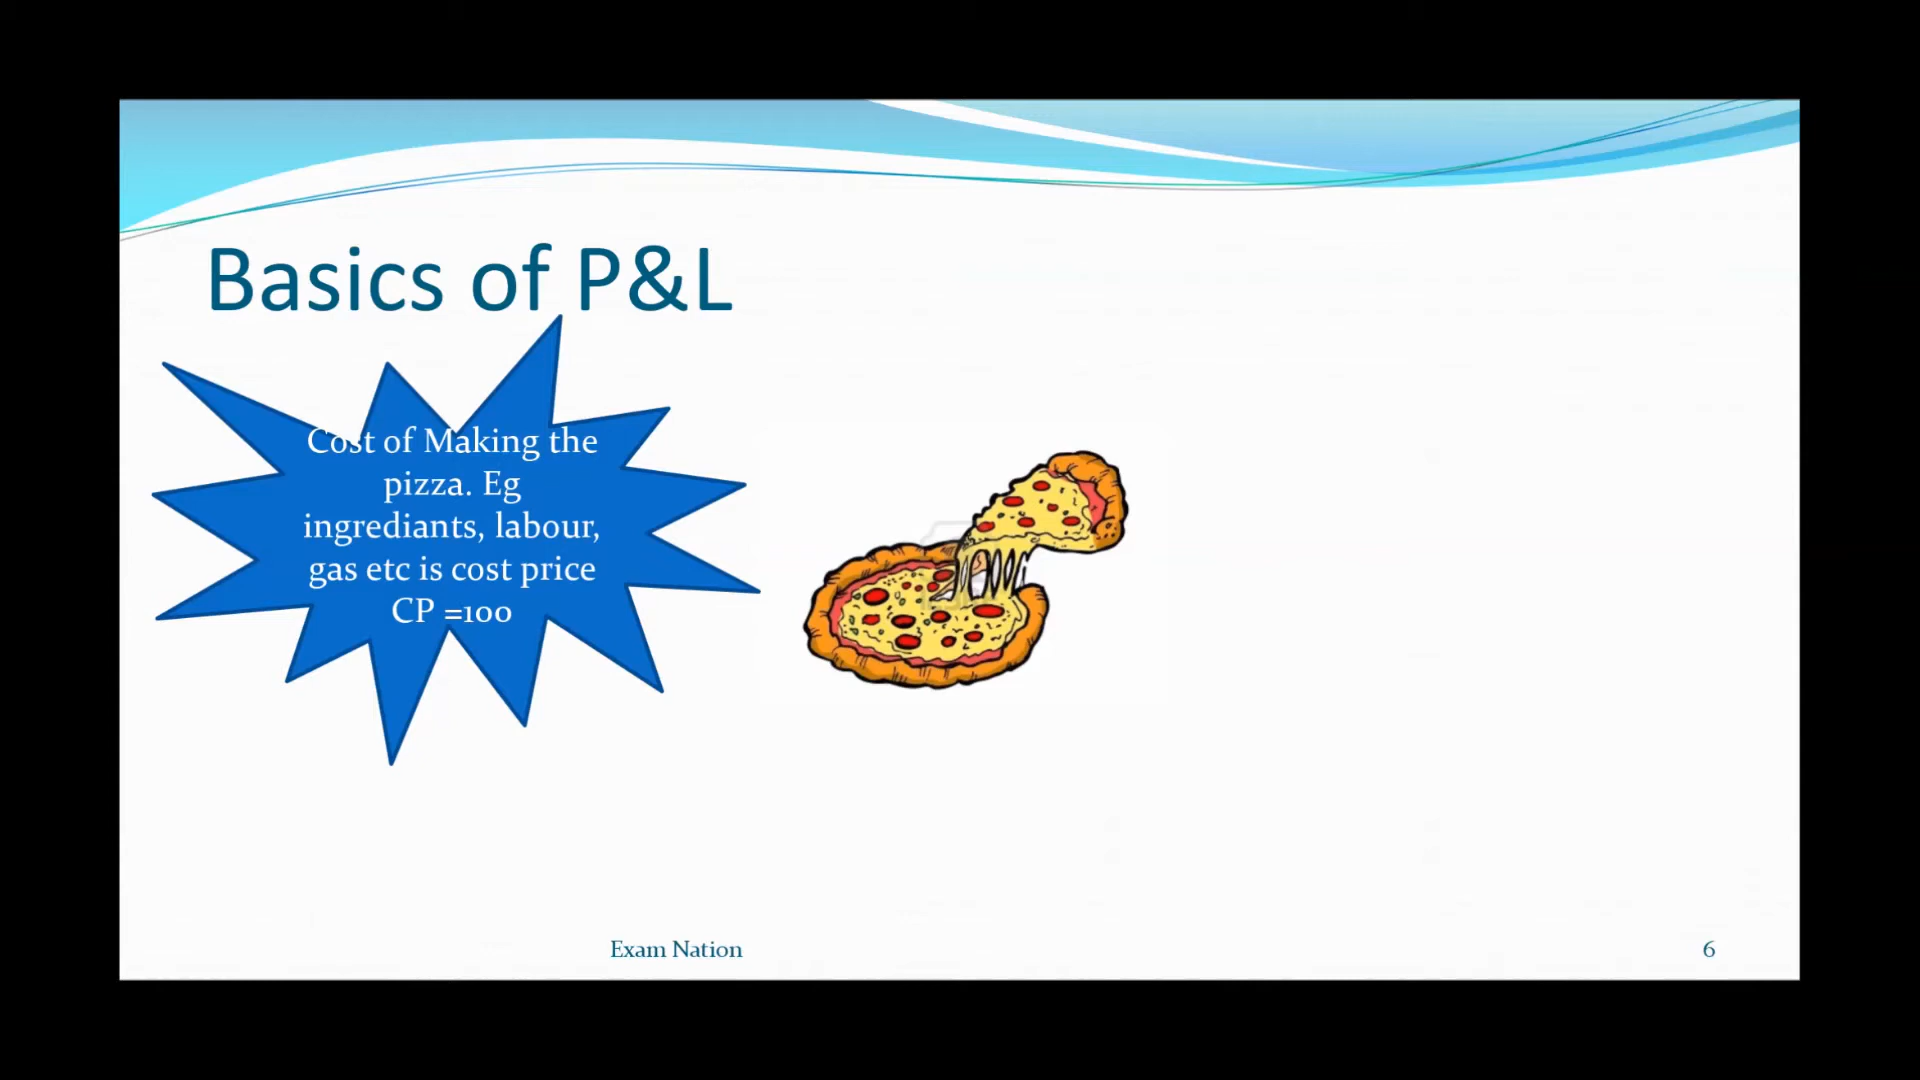 Basics of P&L
Cost of Making the
pizza. Eg
ingrediants, labour,
gas etc is cost price
CP =100
Exam Nation
6